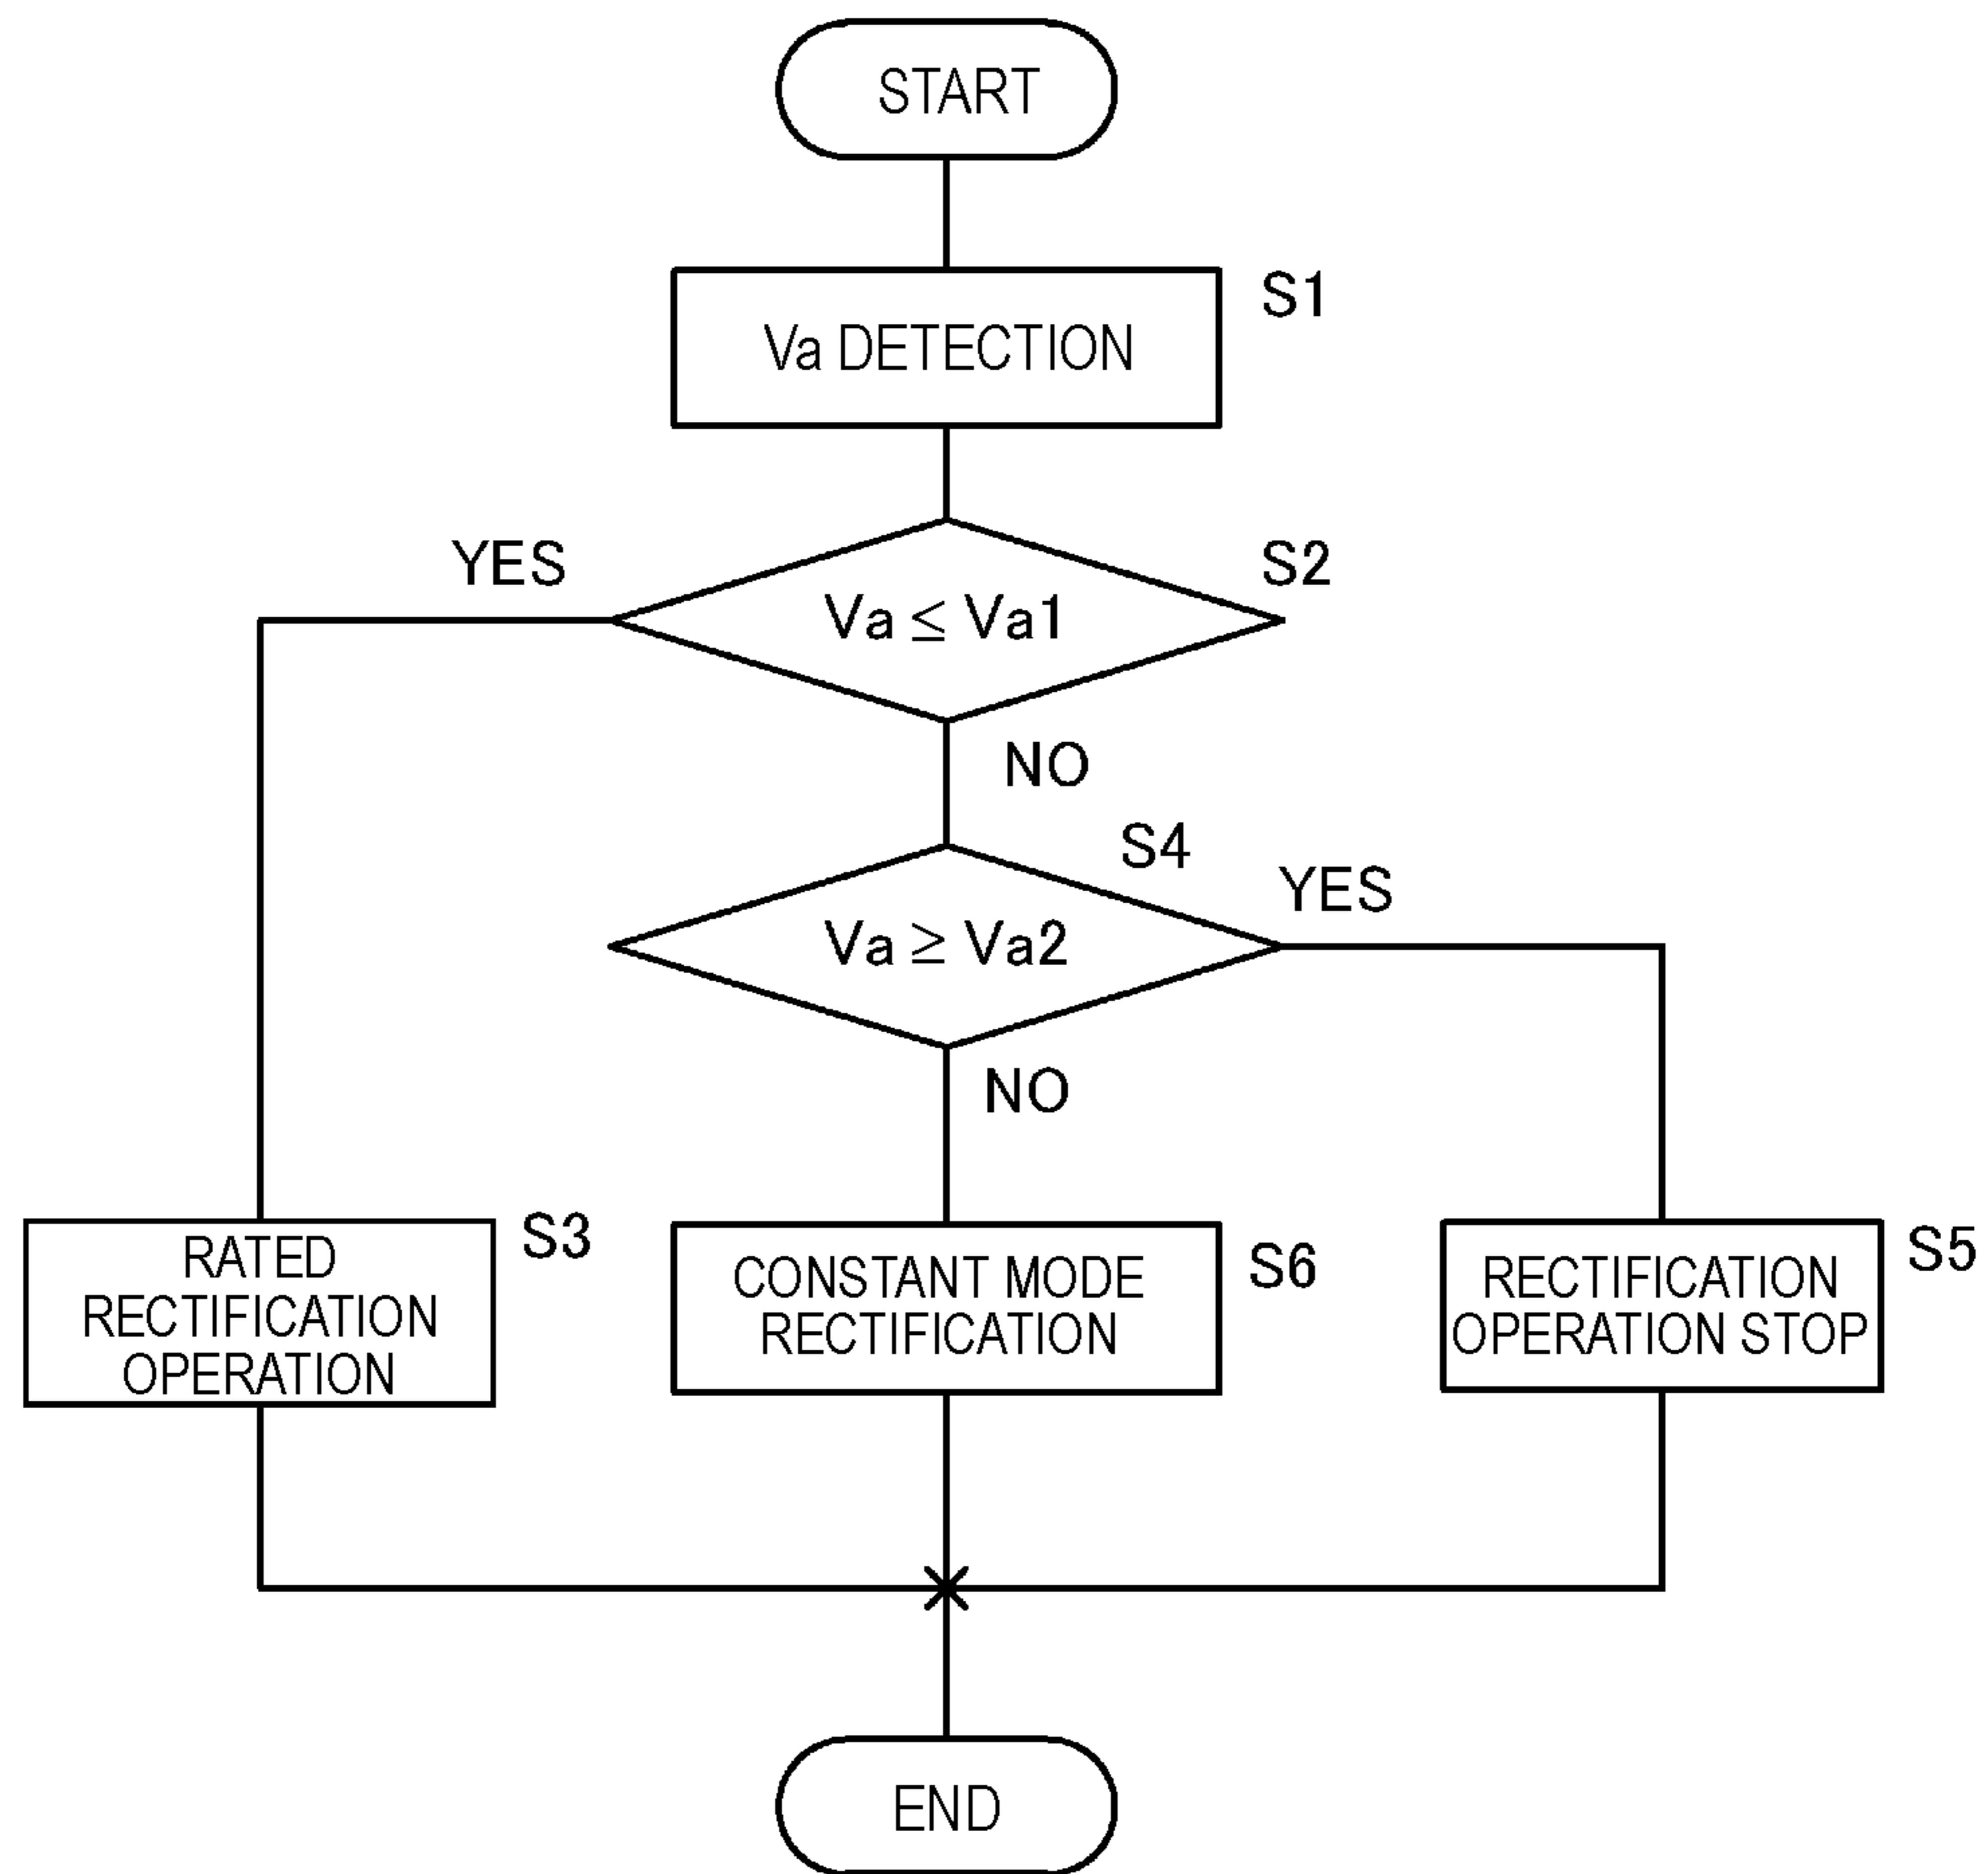 START
S1
Va DETECTION
YES
S2
Va ≤ Va1
NO
S4
YES
Va ≥ Va2
NO
S3
RATED
RECTIFICATION
OPERATION
S6
CONSTANT MODE
RECTIFICATION
S5
RECTIFICATION
OPERATION STOP
END